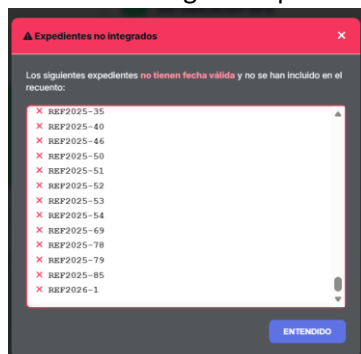 Expedientes no integrados
Los siguientes expedientes no tienen fecha válida y no se han incluido en el
recuento:
REF2025-35
REF2025-40
REF2025-46
REF2025-50
REF2025-51
REF2025-52
REF2025-53
REF2025-54
REF2025-69
REF2025-78
REF2025-79
REF2025-85
REF2026-1
ENTENDIDO